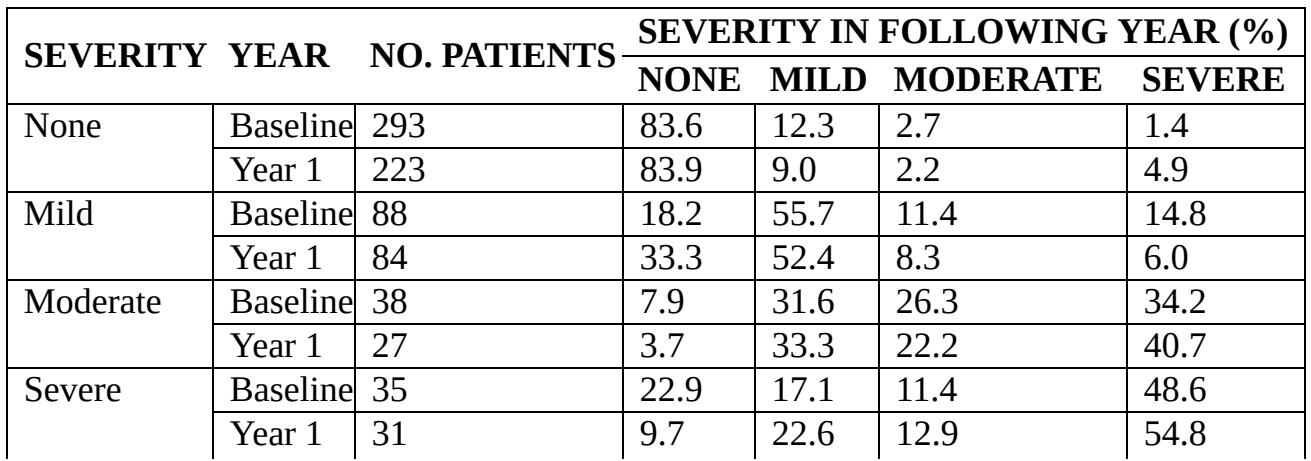 SEVERITY YEAR NO. PATIENTS SEVERITY IN FOLLOWING YEAR (%)
NONE MILD MODERATE SEVERE
None Baseline 293 83.6 12.3 2.7 1.4
Year 1 223 83.9 9.0 2.2 4.9
Mild Baseline 88 18.2 55.7 11.4 14.8
Year 1 84 33.3 52.4 8.3 6.0
Moderate Baseline 38 7.9 31.6 26.3 34.2
Year 1 27 3.7 33.3 22.2 40.7
Severe Baseline 35 22.9 17.1 11.4 48.6
Year 1 31 9.7 22.6 12.9 54.8